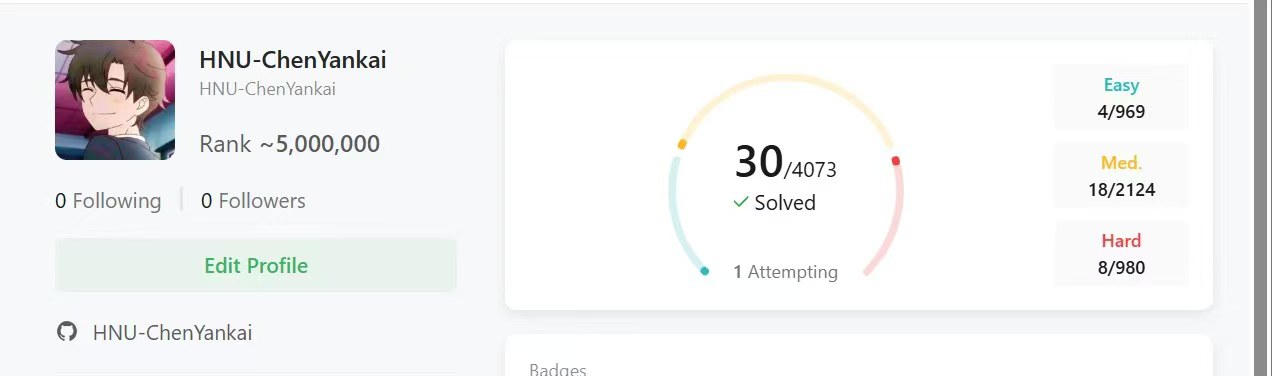 HNU-ChenYankai
HNU-ChenYankai
Rank ~5,000,000
0 Following
0 Followers
Edit Profile
HNU-ChenYankai
30/4073
Solved
1 Attempting
Easy
4/969
Med.
18/2124
Hard
8/980
Badges